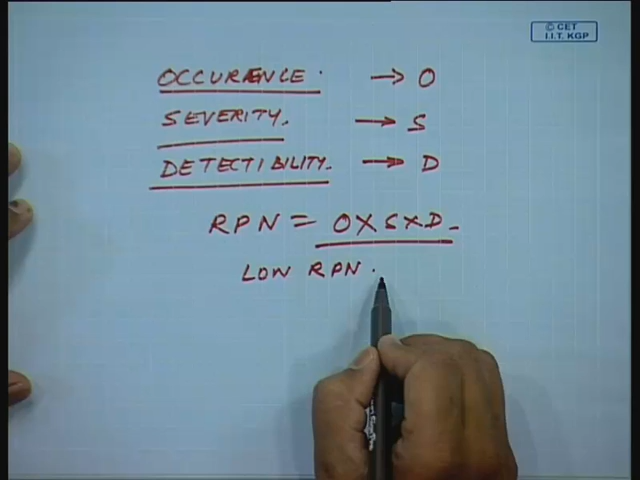 © CET
I.I.T. KGP
OCCURENCE. → O
SEVERITY. → S
DETECTIBILITY. → D
RPN = O X S X D
LOW RPN.